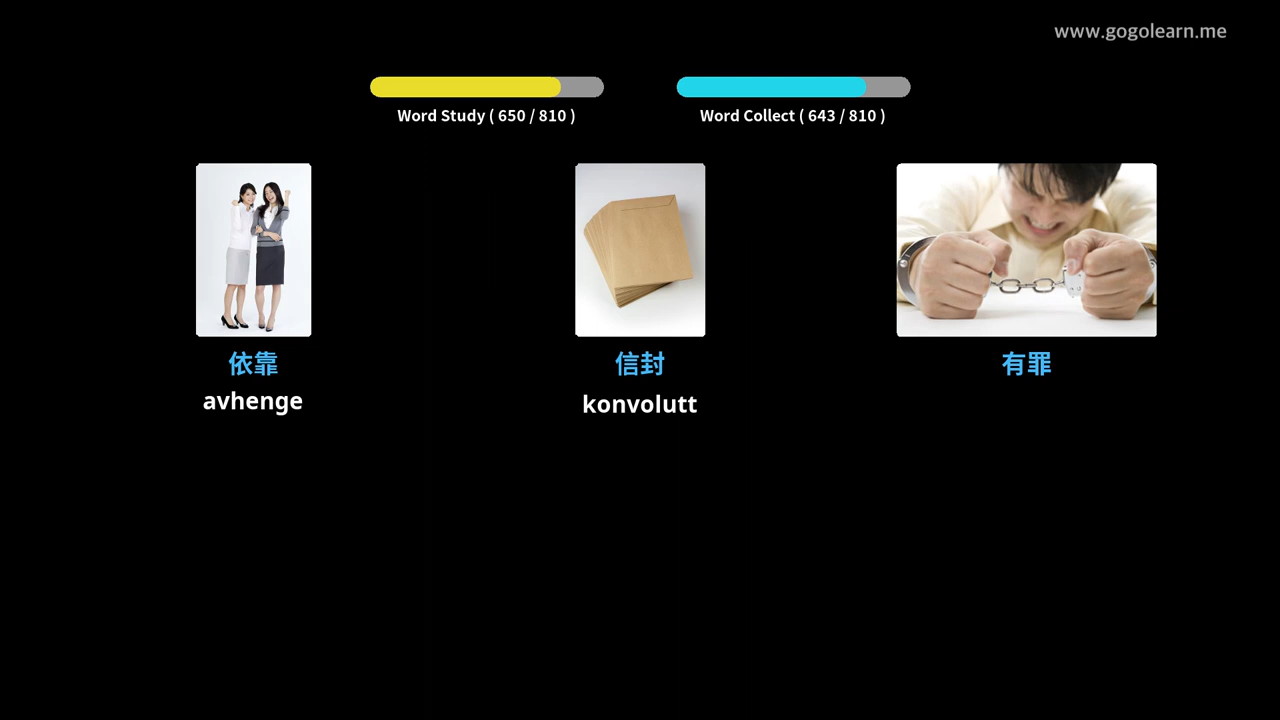 www.gogolearn.me
Word Study ( 650 / 810 )
Word Collect ( 643 / 810 )
依靠
avhenge
信封
konvolutt
有罪